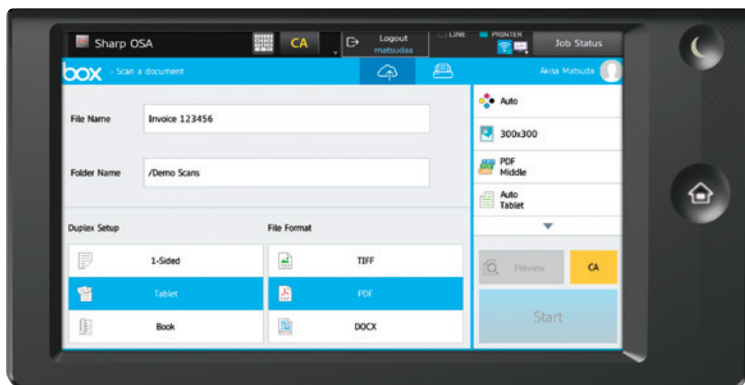 Sharp OSA
CA
Logout
matsudaa
LINE
PRINTER
Job Status
box - Scan a document
Akisa Matsuda
File Name
Invoice 123456
Folder Name
/Demo Scans
Auto
300x300
PDF
Middle
Auto
Tablet
Duplex Setup
File Format
1-Sided
TIFF
Tablet
PDF
Book
DOCX
Preview
CA
Start